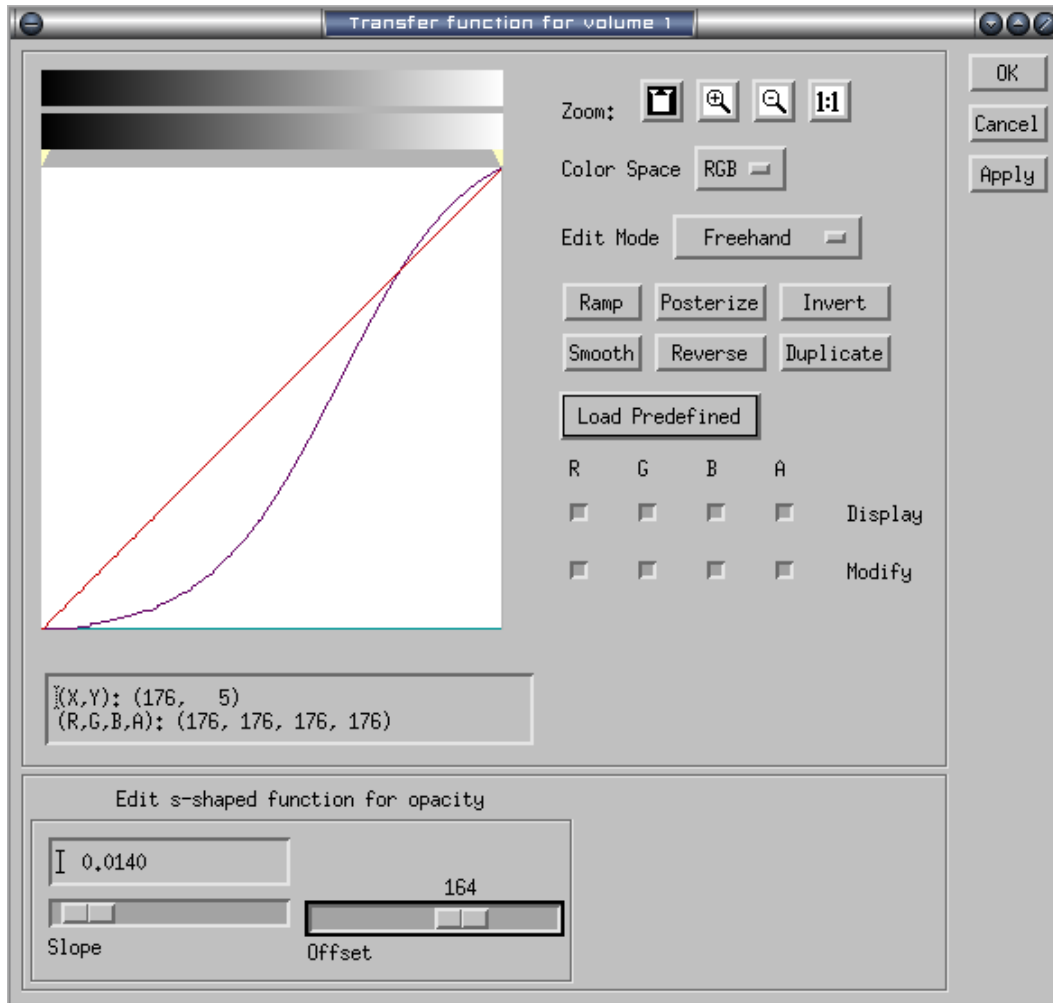 Transfer function for volume 1
OK
Cancel
Apply
Zoom:
1:1
Color Space RGB
Edit Mode Freehand
Ramp Posterize Invert
Smooth Reverse Duplicate
Load Predefined
R G B A
Display
Modify
(X,Y): (176, 5)
(R,G,B,A): (176, 176, 176, 176)
Edit s-shaped function for opacity
0.0140
164
Slope
Offset